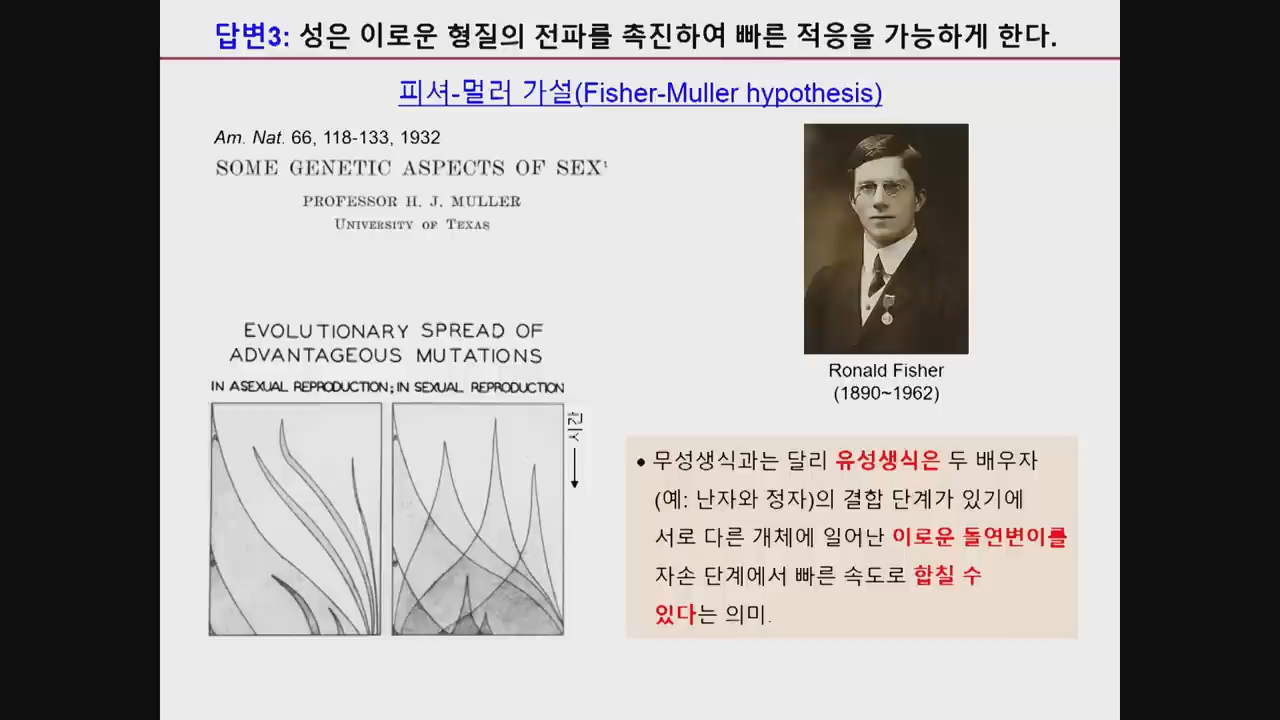 답변3: 성은 이로운 형질의 전파를 촉진하여 빠른 적응을 가능하게 한다.
피셔-멀러 가설(Fisher-Muller hypothesis)
Am. Nat. 66, 118-133, 1932
SOME GENETIC ASPECTS OF SEX¹
PROFESSOR H. J. MULLER
UNIVERSITY OF TEXAS
EVOLUTIONARY SPREAD OF
ADVANTAGEOUS MUTATIONS
IN ASEXUAL REPRODUCTION; IN SEXUAL REPRODUCTION
시간
Ronald Fisher
(1890~1962)
• 무성생식과는 달리 유성생식은 두 배우자
(예: 난자와 정자)의 결합 단계가 있기에
서로 다른 개체에 일어난 이로운 돌연변이를
자손 단계에서 빠른 속도로 합칠 수
있다는 의미.